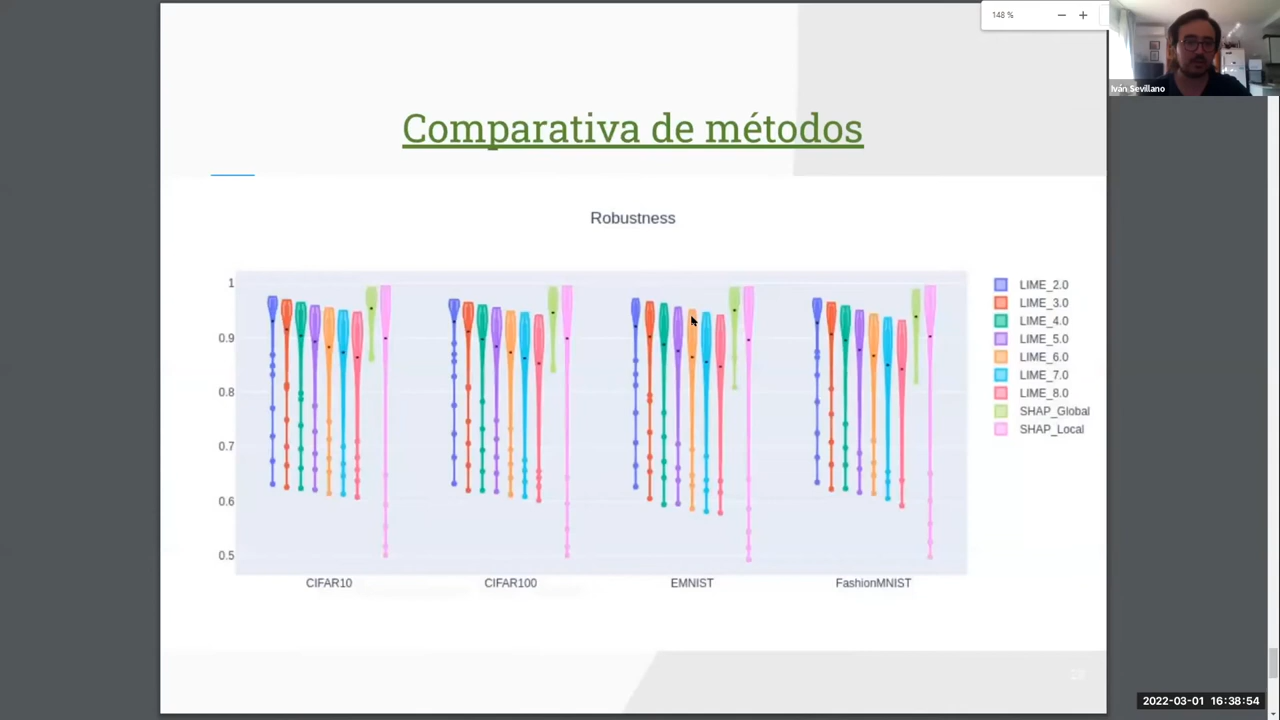 148 %
Iván Sevillano
Comparativa de métodos
Robustness
1
0.9
0.8
0.7
0.6
0.5
CIFAR10
CIFAR100
EMNIST
FashionMNIST
LIME_2.0
LIME_3.0
LIME_4.0
LIME_5.0
LIME_6.0
LIME_7.0
LIME_8.0
SHAP_Global
SHAP_Local
2022-03-01 16:38:54